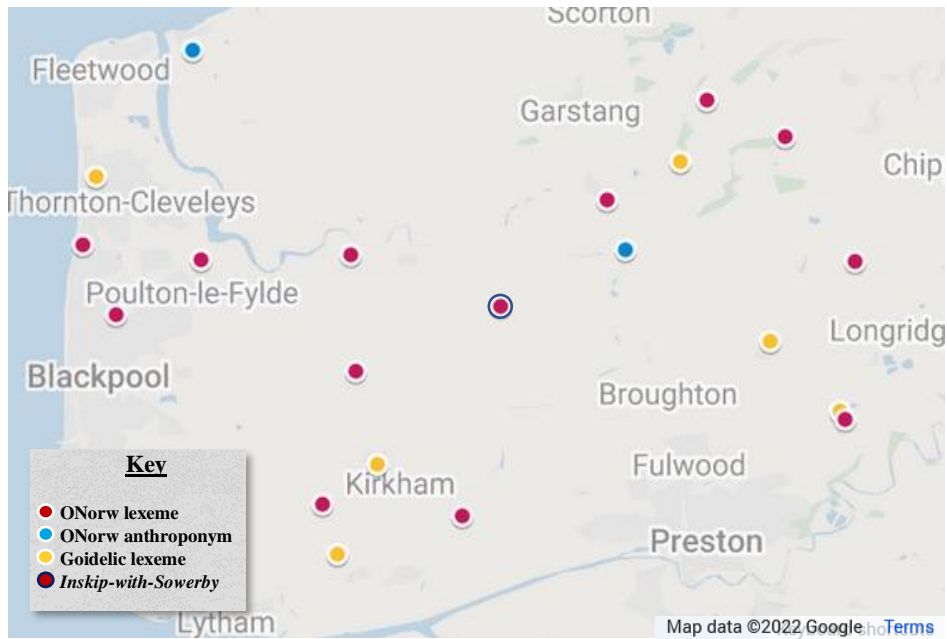 Scorton
Fleetwood
Garstang
Chip
Thornton-Cleveleys
Poulton-le-Fylde
Longridg
Blackpool
Broughton
Key
Kirkham
Fulwood
ONorw lexeme
ONorw anthroponym
Preston
Goidelic lexeme
Inskip-with-Sowerby
Lytham
Map data ©2022 Google Terms